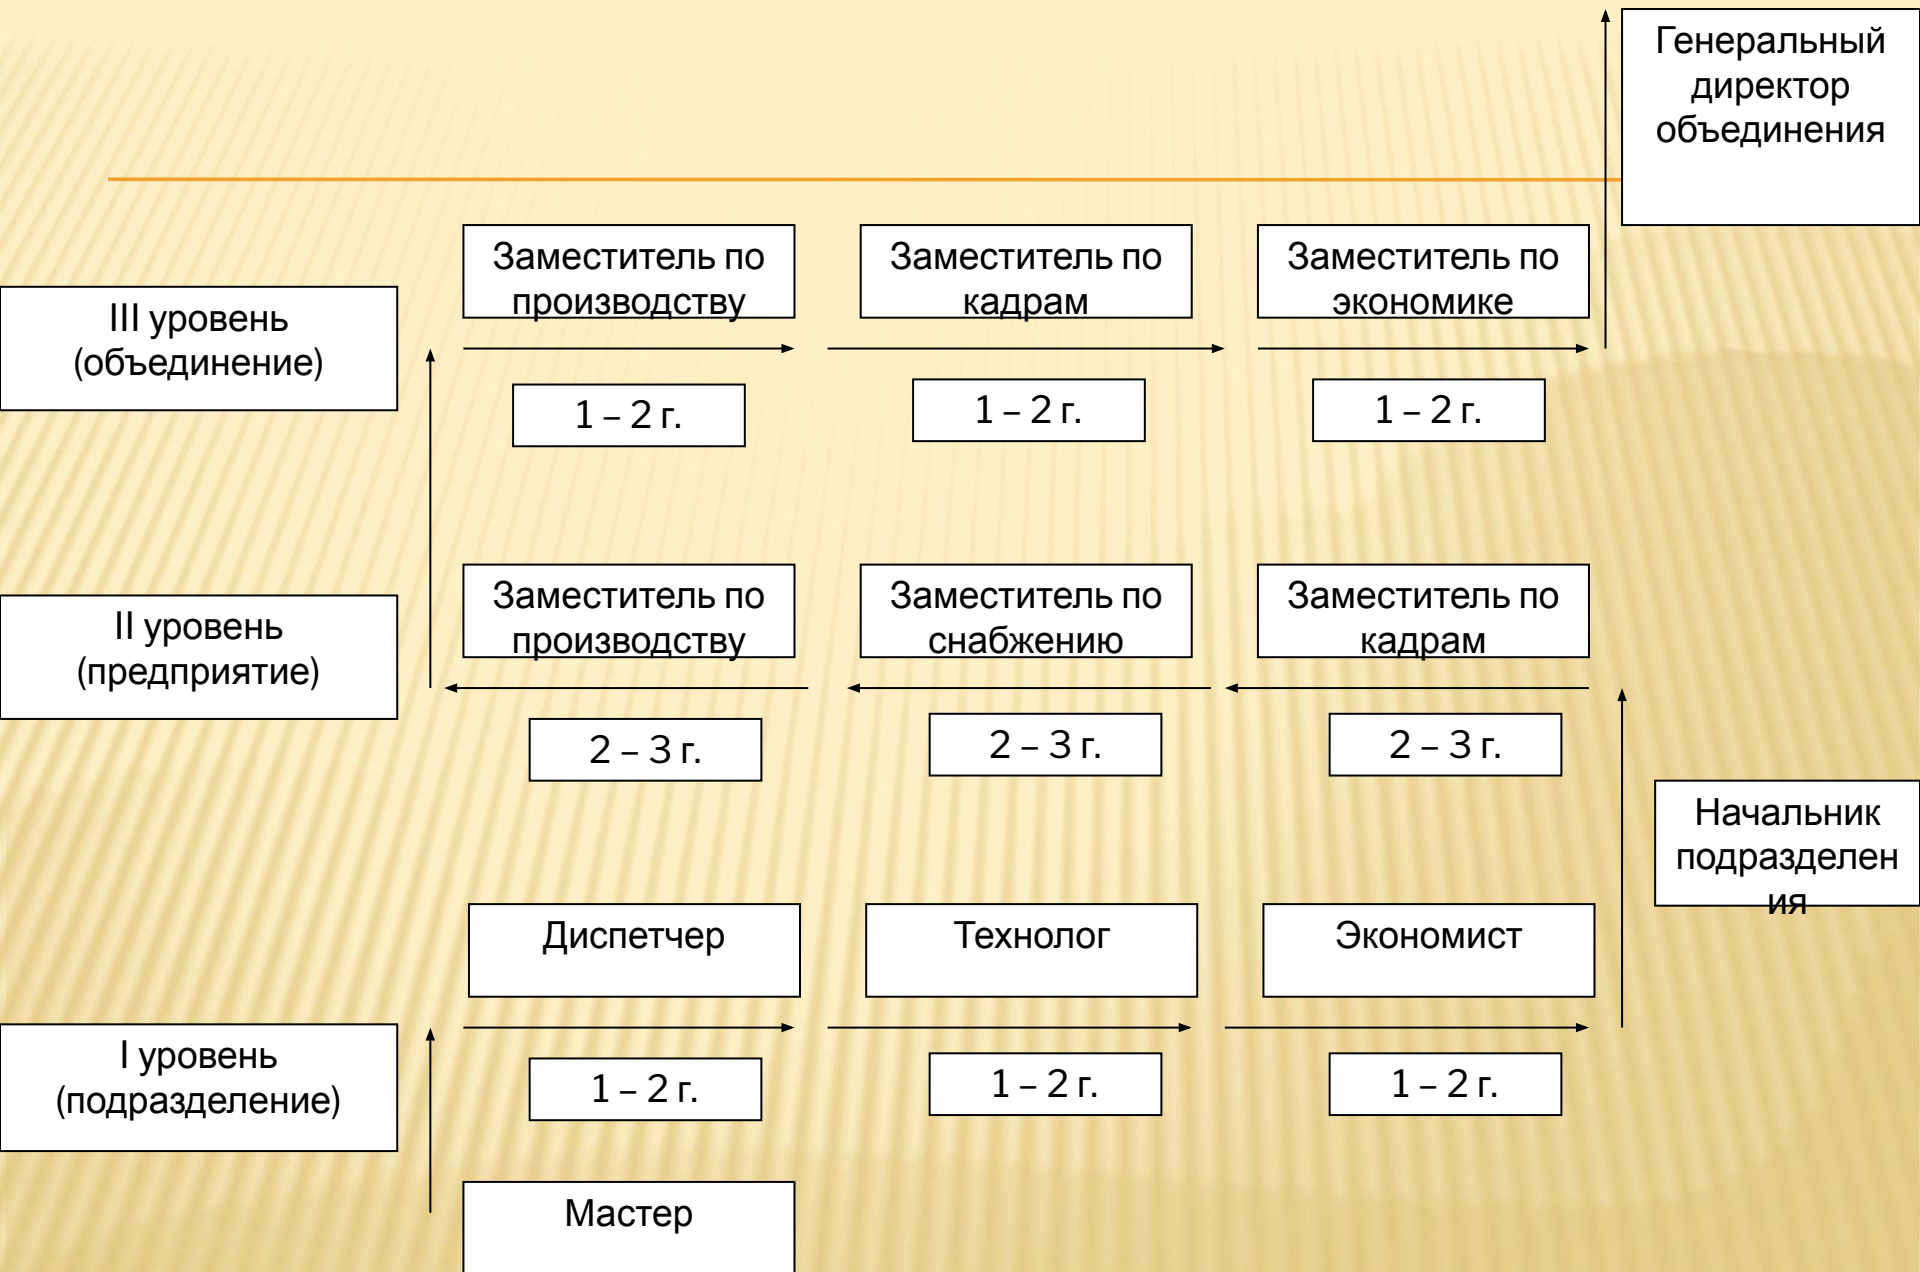 Генеральный
директор
объединения
Заместитель по
производству
Заместитель по
кадрам
Заместитель по
экономике
III уровень
(объединение)
1 – 2 г.
1 – 2 г.
1 – 2 г.
Заместитель по
производству
Заместитель по
снабжению
Заместитель по
кадрам
II уровень
(предприятие)
2 – 3 г.
2 – 3 г.
2 – 3 г.
Начальник
подразделен
ия
Диспетчер
Технолог
Экономист
I уровень
(подразделение)
1 – 2 г.
1 – 2 г.
1 – 2 г.
Мастер